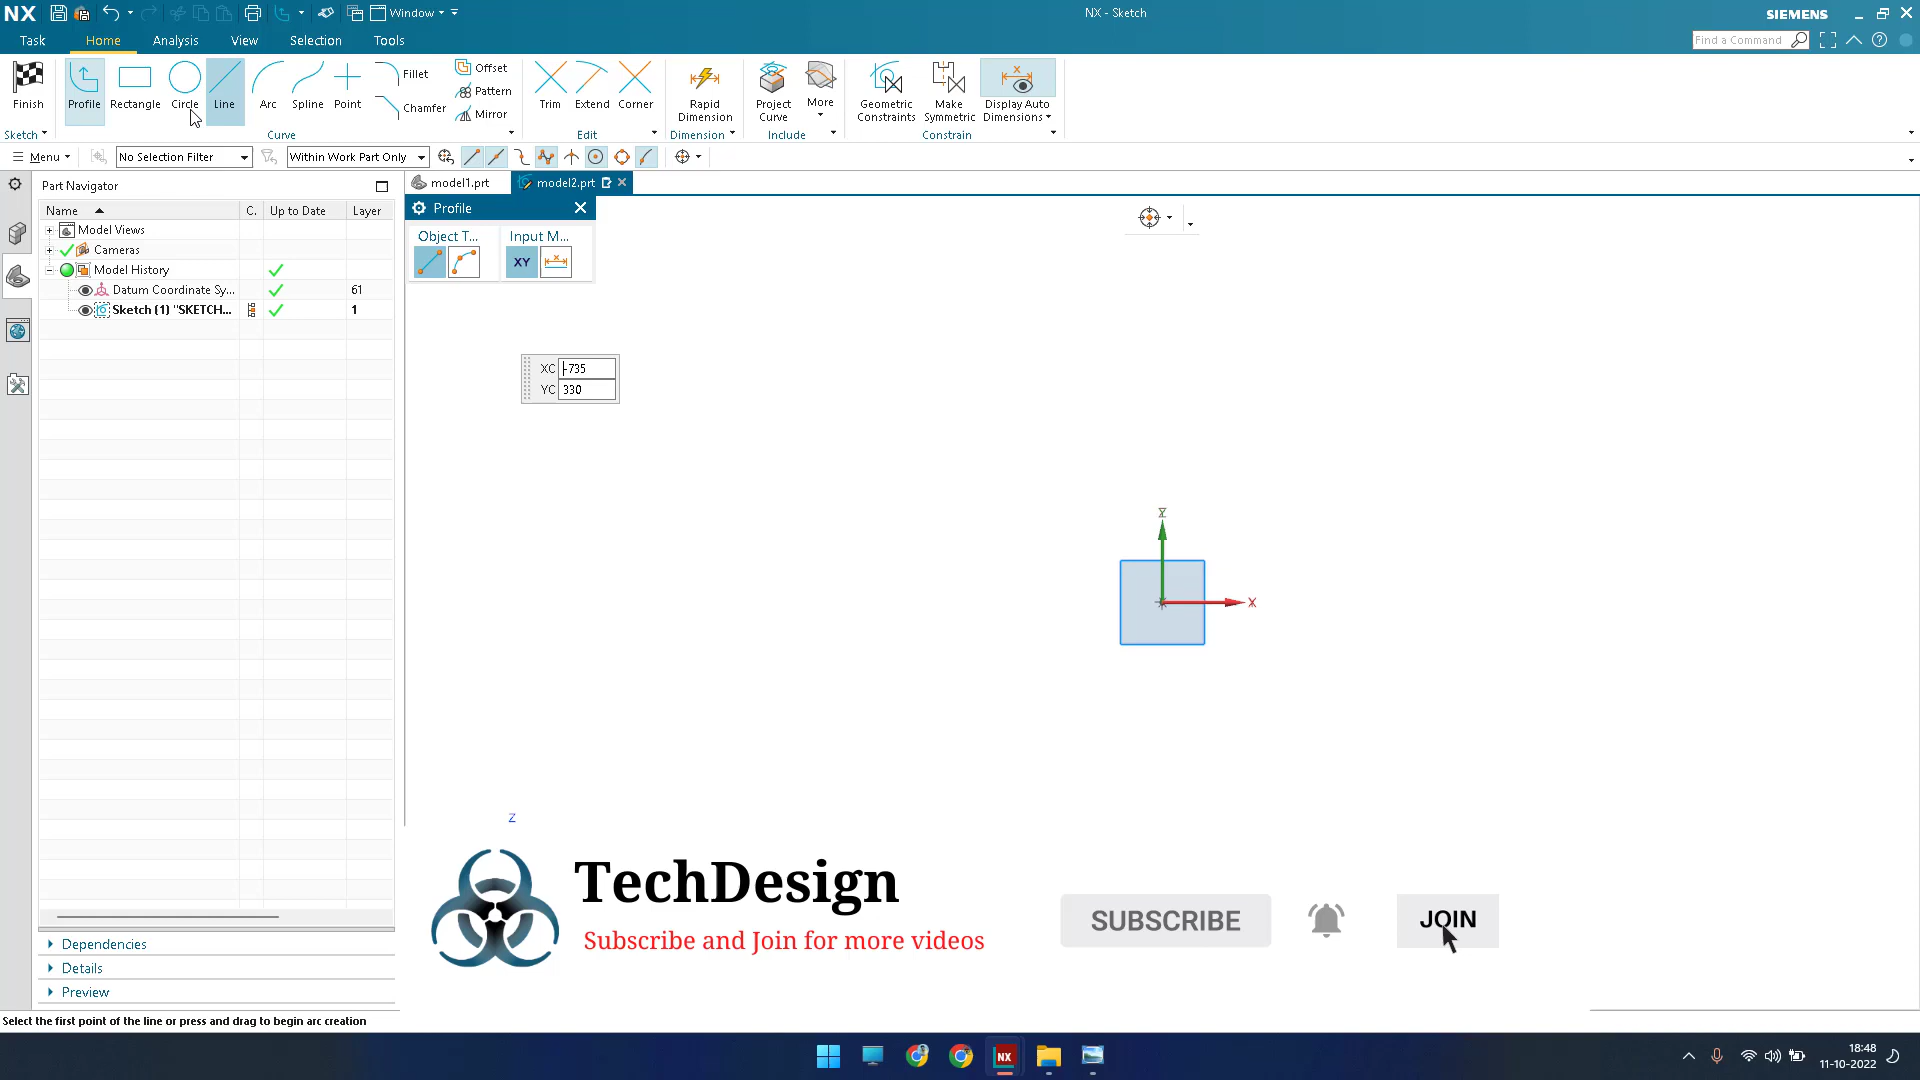 NX
Window
NX - Sketch
SIEMENS
Task
Home
Analysis
View
Selection
Tools
Find a Command
Finish
Profile
Rectangle
Circle
Line
Arc
Spline
Point
Fillet
Chamfer
Offset
Pattern
Mirror
Trim
Extend
Corner
Rapid
Dimension
Project
Curve
More
Geometric
Constraints
Make
Symmetric
Display Auto
Dimensions
Sketch
Curve
Edit
Dimension
Include
Constrain
Menu
No Selection Filter
Within Work Part Only
Part Navigator
model1.prt
model2.prt
Name
C.
Up to Date
Layer
Model Views
Cameras
Model History
Datum Coordinate Sy...
61
Sketch (1) "SKETCH...
1
Profile
Object T...
Input M...
XY
XC
-735
YC
330
Y
X
Z
TechDesign
Subscribe and Join for more videos
SUBSCRIBE
JOIN
Dependencies
Details
Preview
Select the first point of the line or press and drag to begin arc creation
NX
18:48
11-10-2022